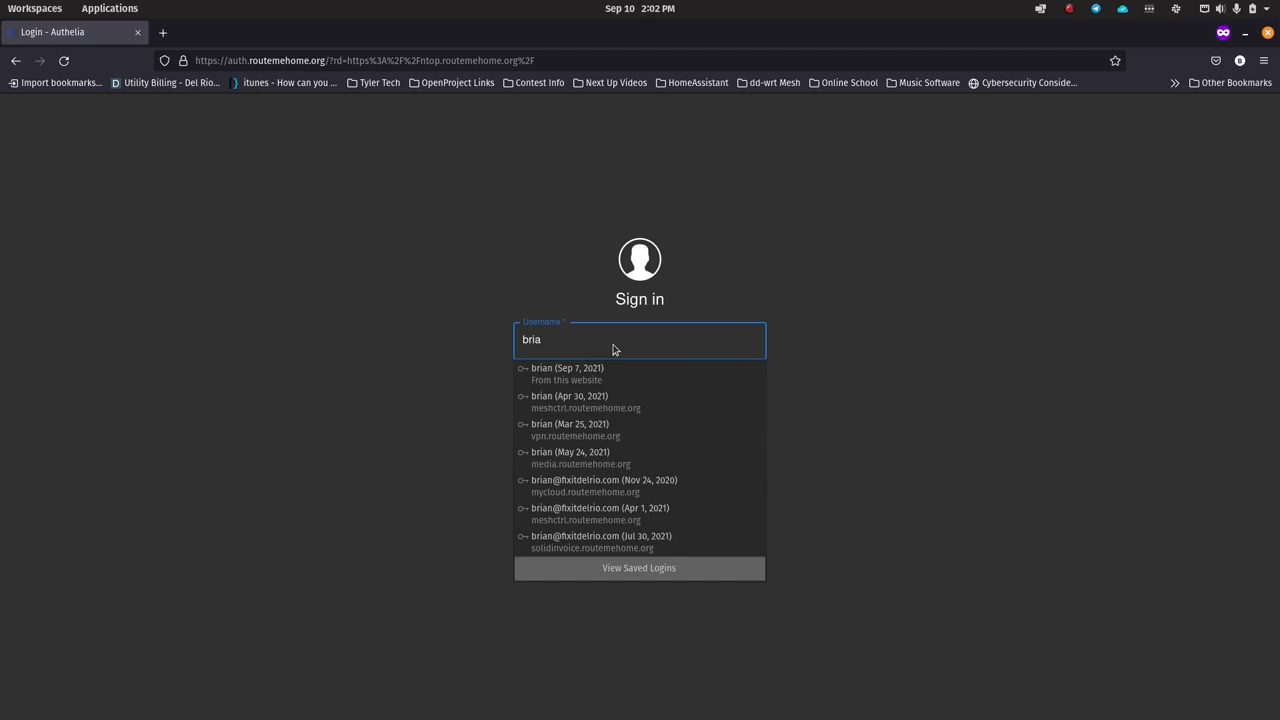 Workspaces Applications Sep 10 2:02 PM
Login - Authelia
https://auth.routemehome.org/?rd=https%3A%2F%2Fntop.routemehome.org%2F
Import bookmarks... Utility Billing - Del Rio... itunes - How can you ... Tyler Tech OpenProject Links Contest Info Next Up Videos HomeAssistant dd-wrt Mesh Online School Music Software Cybersecurity Conside... Other Bookmarks
Sign in
Username *
bria
brian (Sep 7, 2021)
From this website
brian (Apr 30, 2021)
meshctrl.routemehome.org
brian (Mar 25, 2021)
vpn.routemehome.org
brian (May 24, 2021)
media.routemehome.org
brian@fixitdelrio.com (Nov 24, 2020)
mycloud.routemehome.org
brian@fixitdelrio.com (Apr 1, 2021)
meshctrl.routemehome.org
brian@fixitdelrio.com (Jul 30, 2021)
solidinvoice.routemehome.org
View Saved Logins